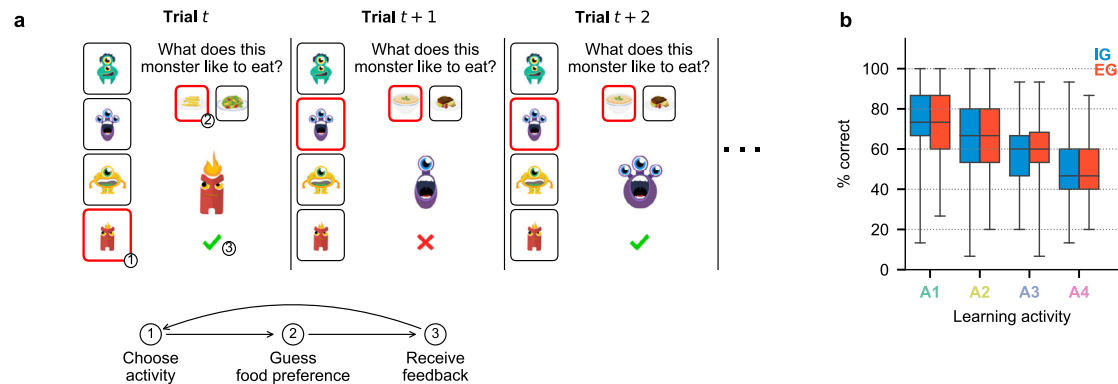 a
Trial t
Trial t + 1
Trial t + 2
What does this
monster like to eat?
What does this
monster like to eat?
What does this
monster like to eat?
2
3
1
...
1
2
3
Choose
activity
Guess
food preference
Receive
feedback
b
IG
EG
100
80
60
40
20
0
% correct
A1
A2
A3
A4
Learning activity